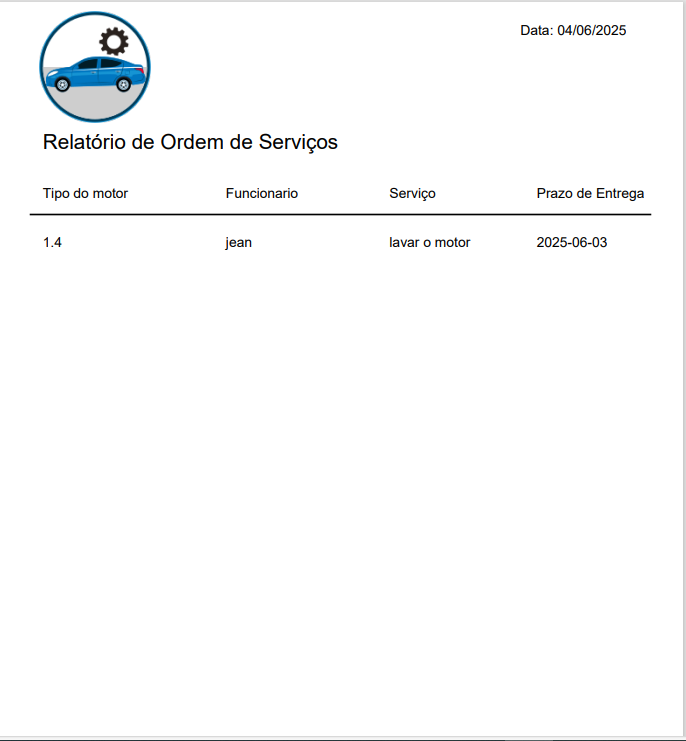 Data: 04/06/2025
Relatório de Ordem de Serviços
Tipo do motor Funcionario Serviço Prazo de Entrega
1.4 jean lavar o motor 2025-06-03